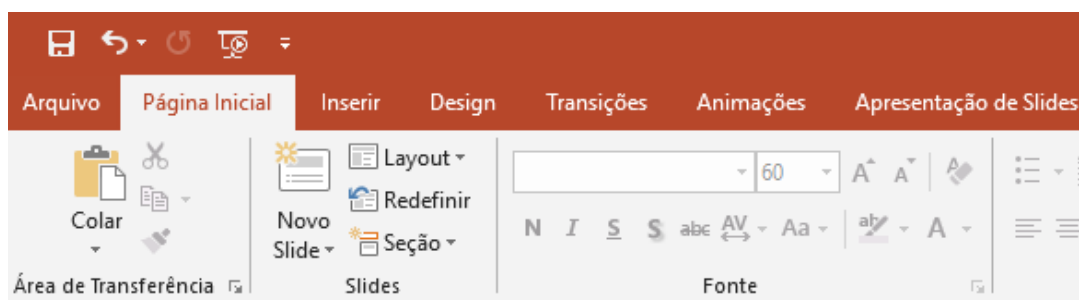 Arquivo Página Inicial Inserir Design Transições Animações Apresentação de Slides
Colar
Novo
Slide
Layout
Redefinir
Seção
60 A A A
N I S S abc AV Aa ab A
Área de Transferência Slides Fonte